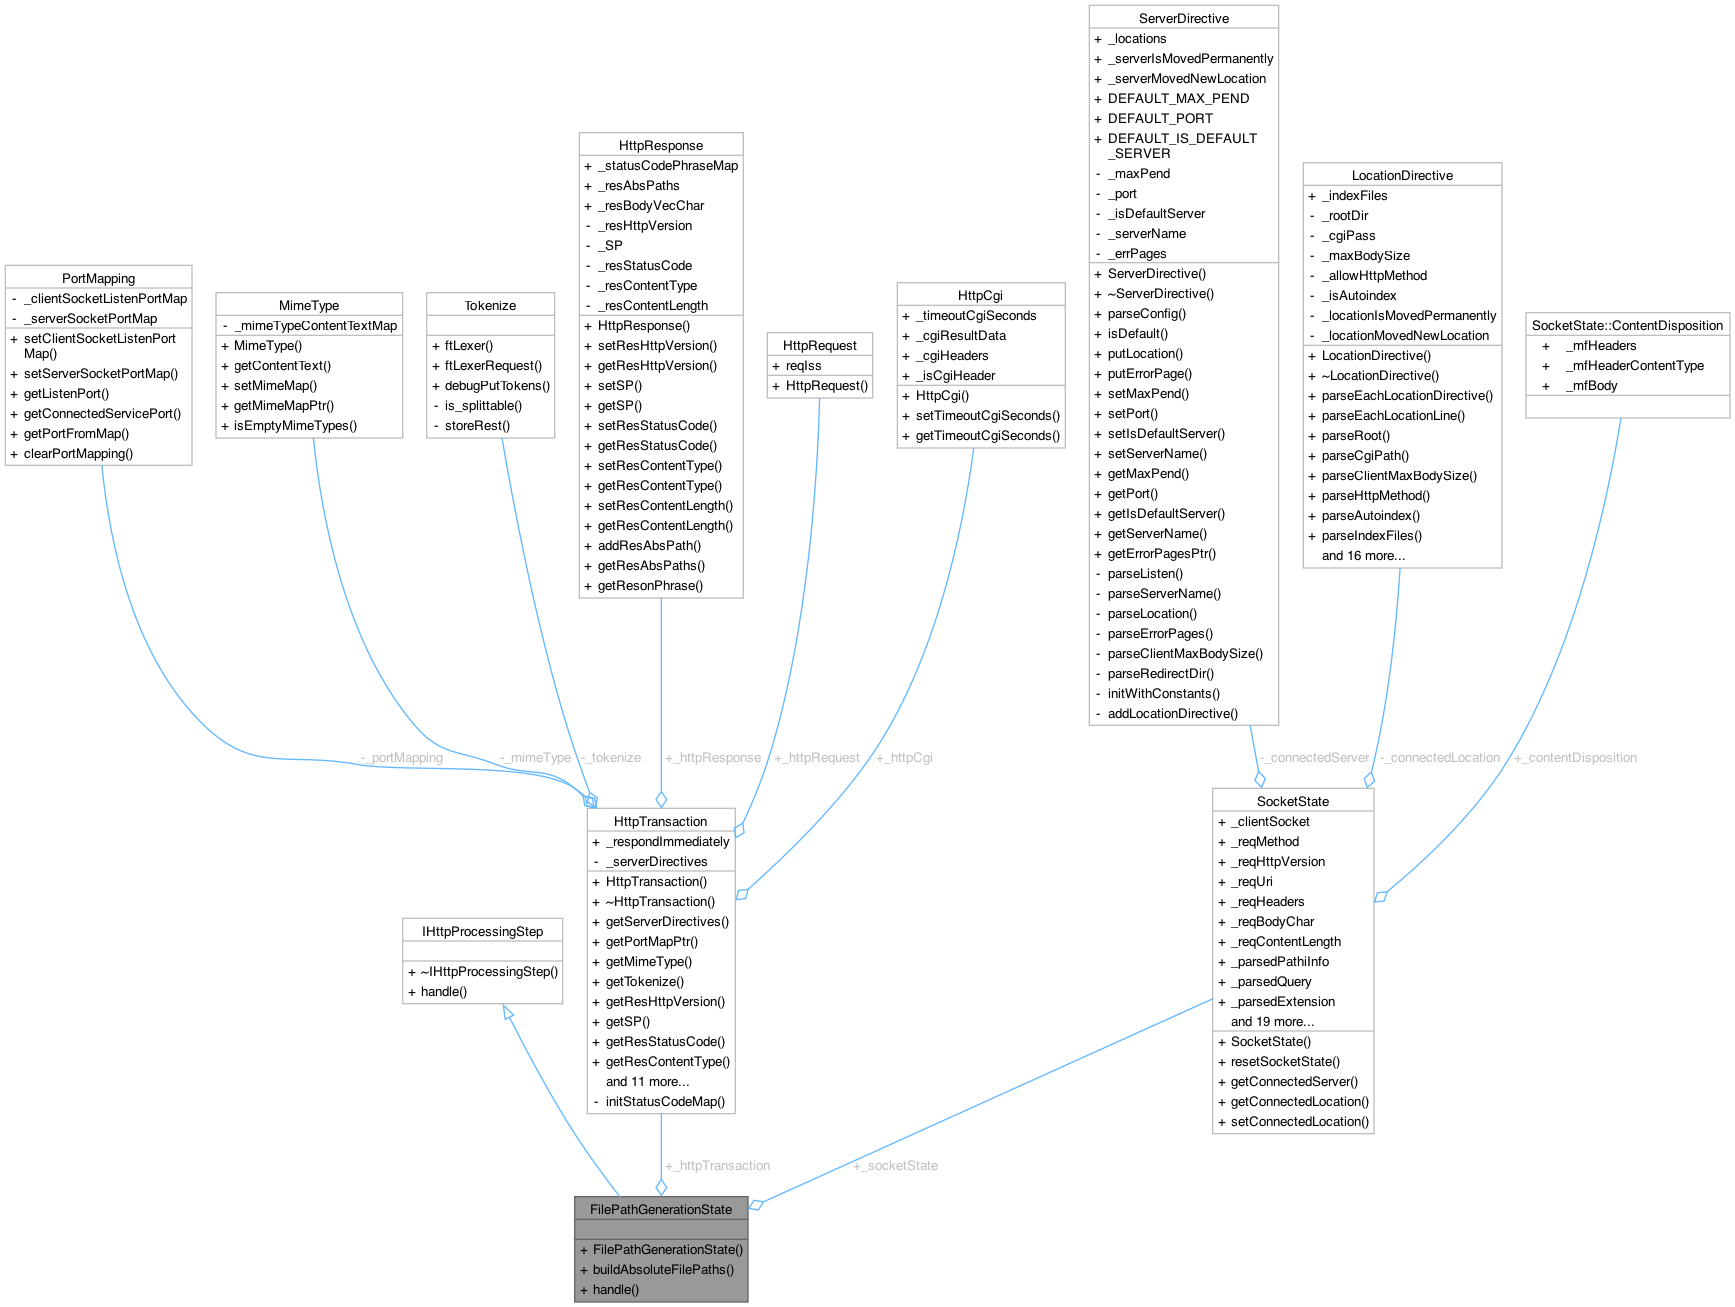 ServerDirective
+ _locations
+ _serverIsMovedPermanently
+ _serverMovedNewLocation
+ DEFAULT_MAX_PEND
+ DEFAULT_PORT
+ DEFAULT_IS_DEFAULT
_SERVER
- _maxPend
- _port
- _isDefaultServer
- _serverName
- _errPages
+ ServerDirective()
+ ~ServerDirective()
+ parseConfig()
+ isDefault()
+ putLocation()
+ putErrorPage()
+ setMaxPend()
+ setPort()
+ setIsDefaultServer()
+ setServerName()
+ getMaxPend()
+ getPort()
+ getIsDefaultServer()
+ getServerName()
+ getErrorPagesPtr()
- parseListen()
- parseServerName()
- parseLocation()
- parseErrorPages()
- parseClientMaxBodySize()
- parseRedirectDir()
- initWithConstants()
- addLocationDirective()
HttpResponse
+ _statusCodePhraseMap
+ _resAbsPaths
+ _resBodyVecChar
- _resHttpVersion
- _SP
- _resStatusCode
- _resContentType
- _resContentLength
+ HttpResponse()
+ setResHttpVersion()
+ getResHttpVersion()
+ setSP()
+ getSP()
+ setResStatusCode()
+ getResStatusCode()
+ setResContentType()
+ getResContentType()
+ setResContentLength()
+ getResContentLength()
+ addResAbsPath()
+ getResAbsPaths()
+ getResonPhrase()
LocationDirective
+ _indexFiles
- _rootDir
- _cgiPass
- _maxBodySize
- _allowHttpMethod
- _isAutoindex
- _locationIsMovedPermanently
- _locationMovedNewLocation
+ LocationDirective()
+ ~LocationDirective()
+ parseEachLocationDirective()
+ parseEachLocationLine()
+ parseRoot()
+ parseCgiPath()
+ parseClientMaxBodySize()
+ parseHttpMethod()
+ parseAutoindex()
+ parseIndexFiles()
and 16 more...
PortMapping
- _clientSocketListenPortMap
- _serverSocketPortMap
+ setClientSocketListenPort
Map()
+ setServerSocketPortMap()
+ getListenPort()
+ getConnectedServicePort()
+ getPortFromMap()
+ clearPortMapping()
MimeType
- _mimeTypeContentTextMap
+ MimeType()
+ getContentText()
+ setMimeMap()
+ getMimeMapPtr()
+ isEmptyMimeTypes()
Tokenize
+ ftLexer()
+ ftLexerRequest()
+ debugPutTokens()
- is_splittable()
- storeRest()
HttpRequest
+ reqIss
+ HttpRequest()
HttpCgi
+ _timeoutCgiSeconds
+ _cgiResultData
+ _cgiHeaders
+ _isCgiHeader
+ HttpCgi()
+ setTimeoutCgiSeconds()
+ getTimeoutCgiSeconds()
SocketState::ContentDisposition
+ _mfHeaders
+ _mfHeaderContentType
+ _mfBody
-_portMapping
-_mimeType
-_tokenize
+_httpResponse
+_httpRequest
+_httpCgi
-_connectedServer
-_connectedLocation
+_contentDisposition
HttpTransaction
+ _respondImmediately
- _serverDirectives
+ HttpTransaction()
+ ~HttpTransaction()
+ getServerDirectives()
+ getPortMapPtr()
+ getMimeType()
+ getTokenize()
+ getResHttpVersion()
+ getSP()
+ getResStatusCode()
+ getResContentType()
and 11 more...
- initStatusCodeMap()
SocketState
+ _clientSocket
+ _reqMethod
+ _reqHttpVersion
+ _reqUri
+ _reqHeaders
+ _reqBodyChar
+ _reqContentLength
+ _parsedPathiInfo
+ _parsedQuery
+ _parsedExtension
and 19 more...
+ SocketState()
+ resetSocketState()
+ getConnectedServer()
+ getConnectedLocation()
+ setConnectedLocation()
IHttpProcessingStep
+ ~IHttpProcessingStep()
+ handle()
+_httpTransaction
+_socketState
FilePathGenerationState
+ FilePathGenerationState()
+ buildAbsoluteFilePaths()
+ handle()